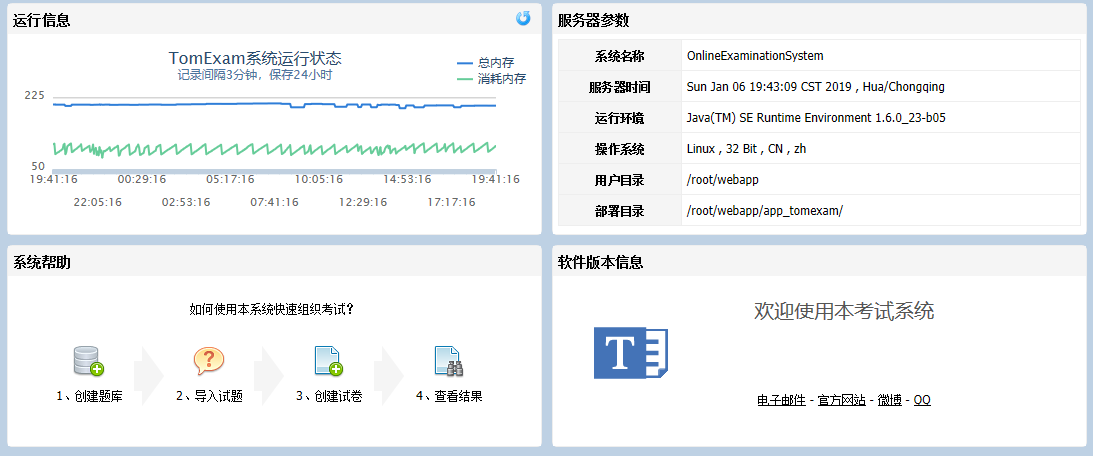 运行信息
TomExam系统运行状态
记录间隔3分钟，保存24小时
总内存
消耗内存
225
50
19:41:16 00:29:16 05:17:16 10:05:16 14:53:16 19:41:16
22:05:16 02:53:16 07:41:16 12:29:16 17:17:16
服务器参数
系统名称 OnlineExaminationSystem
服务器时间 Sun Jan 06 19:43:09 CST 2019 , Hua/Chongqing
运行环境 Java(TM) SE Runtime Environment 1.6.0_23-b05
操作系统 Linux , 32 Bit , CN , zh
用户目录 /root/webapp
部署目录 /root/webapp/app_tomexam/
系统帮助
如何使用本系统快速组织考试?
1、创建题库 2、导入试题 3、创建试卷 4、查看结果
软件版本信息
欢迎使用本考试系统
T
电子邮件 - 官方网站 - 微博 - QQ